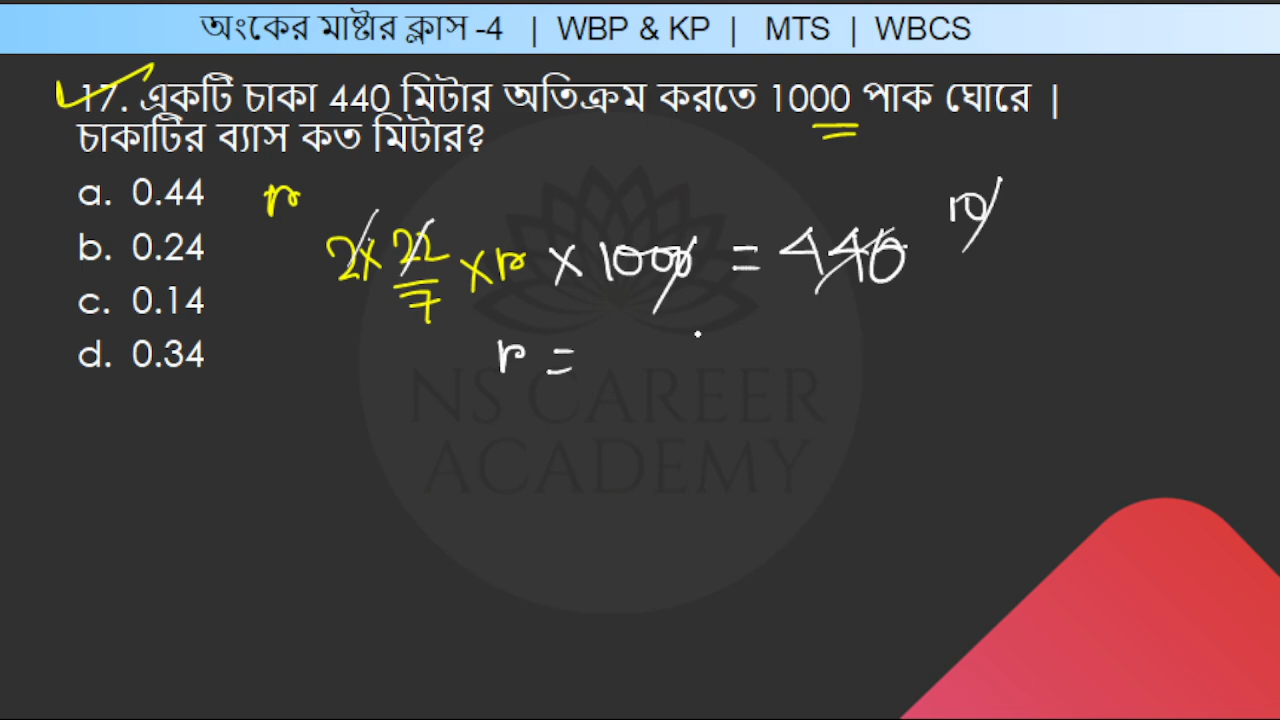 অংকের মাষ্টার ক্লাস -4 | WBP & KP | MTS | WBCS
17. একটি চাকা 440 মিটার অতিক্রম করতে 1000 পাক ঘোরে |
চাকাটির ব্যাস কত মিটার?
a. 0.44
r
b. 0.24
2 × 22/7 × r × 1000 = 440 10
c. 0.14
d. 0.34
r =
NS CAREER
ACADEMY